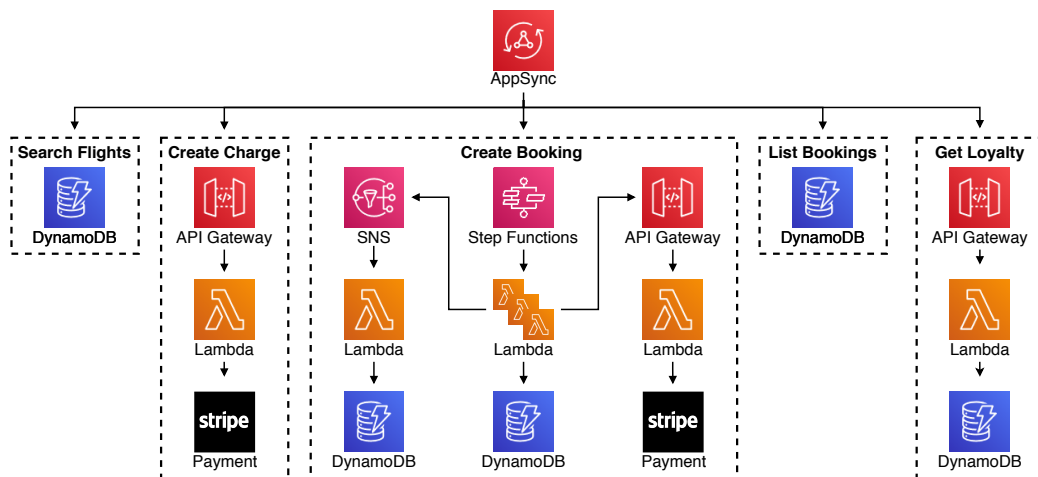 AppSync
Search Flights
Create Charge
Create Booking
List Bookings
Get Loyalty
</>
</>
</>
DynamoDB
API Gateway
SNS
Step Functions
API Gateway
DynamoDB
API Gateway
Lambda
Lambda
Lambda
Lambda
Lambda
stripe
stripe
Payment
DynamoDB
DynamoDB
Payment
DynamoDB